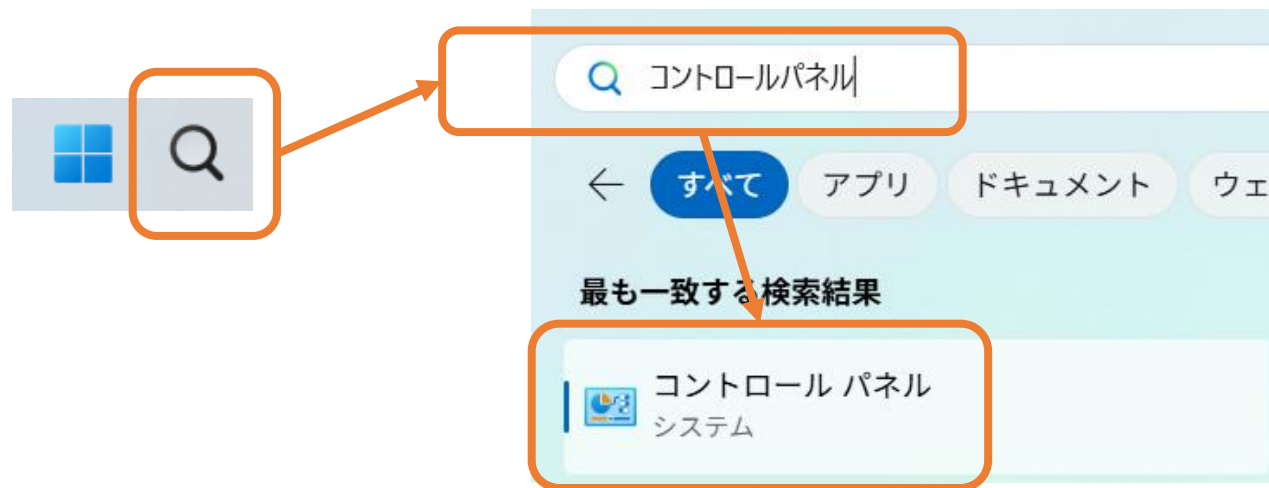 コントロールパネル
すべて アプリ ドキュメント ウェ
最も一致する検索結果
コントロール パネル
システム